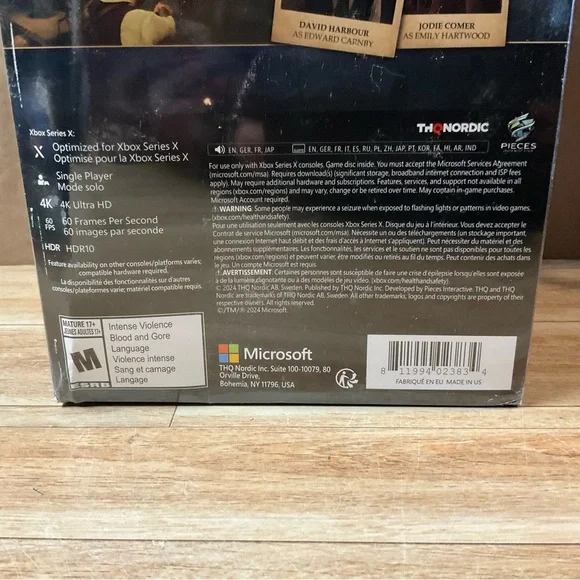 DAVID HARBOUR
AS EDWARD CARNBY
JODIE COMER
AS EMILY HARTWOOD
Xbox Series X:
Optimized for Xbox Series X
Optimisé pour la Xbox Series X
Single Player
Mode solo
4K 4K Ultra HD
60 FPS 60 Frames Per Second
60 images par seconde
HDR HDR10
Feature availability on other consoles/platforms varies;
compatible hardware required.
La disponibilité des fonctionnalités sur d'autres
consoles/plateformes varie; matériel compatible requis.
THQNORDIC
PIECES
EN, GER, FR, JAP
EN, GER, FR, IT, ES, RU, PL, ZH, JAP, PT, KOR, FA, HI, AR, IND
For use only with Xbox Series X consoles. Game disc inside. You must accept the Microsoft Services Agreement
(microsoft.com/msa). Requires download(s)(significant storage, broadband internet connection and ISP fees
apply). May require additional hardware and subscriptions. Features, services, and support not available in all
regions (xbox.com/regions) and may vary, change or be retired over time. May contain in-game purchases.
Microsoft Account required.
WARNING: Some people may experience a seizure when exposed to flashing lights or patterns in video games.
(xbox.com/healthandsafety).
Pour une utilisation seulement avec les consoles Xbox Series X. Disque du jeu à l'intérieur. Vous devez accepter le
Contrat de service Microsoft (microsoft.com/msa). Nécessite un ou des téléchargements (un stockage important,
une connexion Internet haut débit et des frais d'accès Internet s'appliquent). Peut nécessiter du matériel et des
abonnements supplémentaires. Les fonctionnalités, les services et le soutien ne sont pas disponibles dans toutes les
régions (xbox.com/regions) et peuvent varier, être modifiés ou retirés au fil du temps. Peut contenir des achats dans
le jeu. Un compte Microsoft est requis.
AVERTISSEMENT: Certaines personnes sont susceptible de faire une crise d'épilepsie lorsqu'elles sont exposées
à de la lumière clignotante ou à des modèles de jeu vidéo. (xbox.com/healthandsafety).
© 2024 THQ Nordic AB, Sweden. Published by THQ Nordic Inc. Developed by Pieces Interactive. THQ and THQ
Nordic are trademarks of THQ Nordic AB, Sweden. All other trademarks, logos and copyrights are property of their
respective owners. All rights reserved.
©/TM/® 2024 Microsoft.
MATURE 17+
JEUNES ADULTES 17+
M
ESRB
Intense Violence
Blood and Gore
Language
Violence intense
Sang et carnage
Langage
Microsoft
THQ Nordic Inc. Suite 100-10079, 80
Orville Drive,
Bohemia, NY 11796, USA
8 11994 02383 4
FABRIQUÉ EN EU MADE IN US